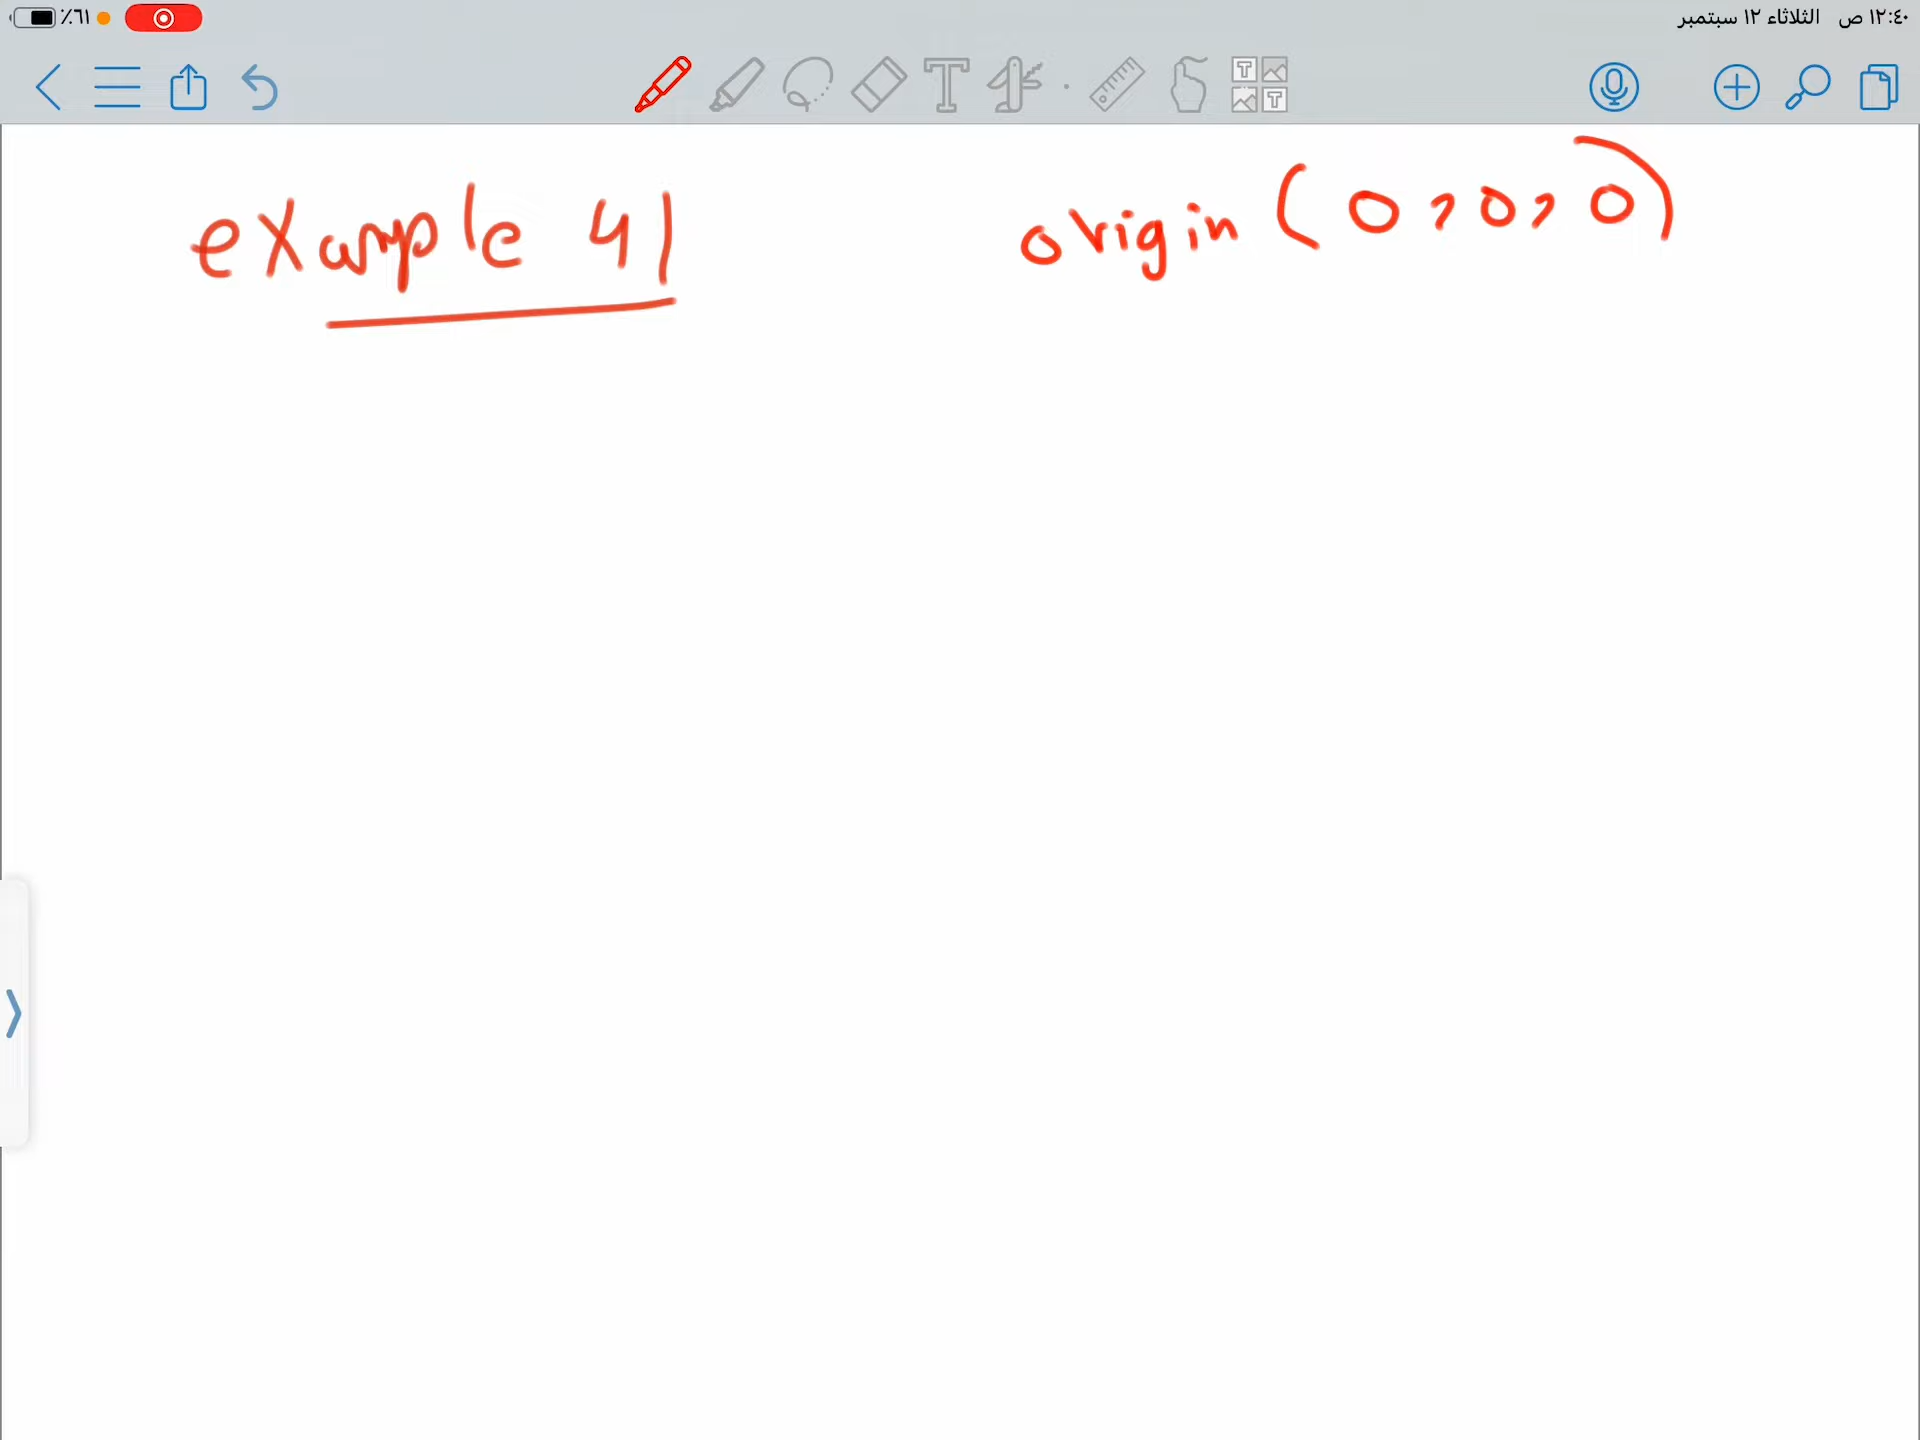 ٪٦١ ١٢:٤٠ ص الثلاثاء ١٢ سبتمبر
example 4|
origin (0,0,0)